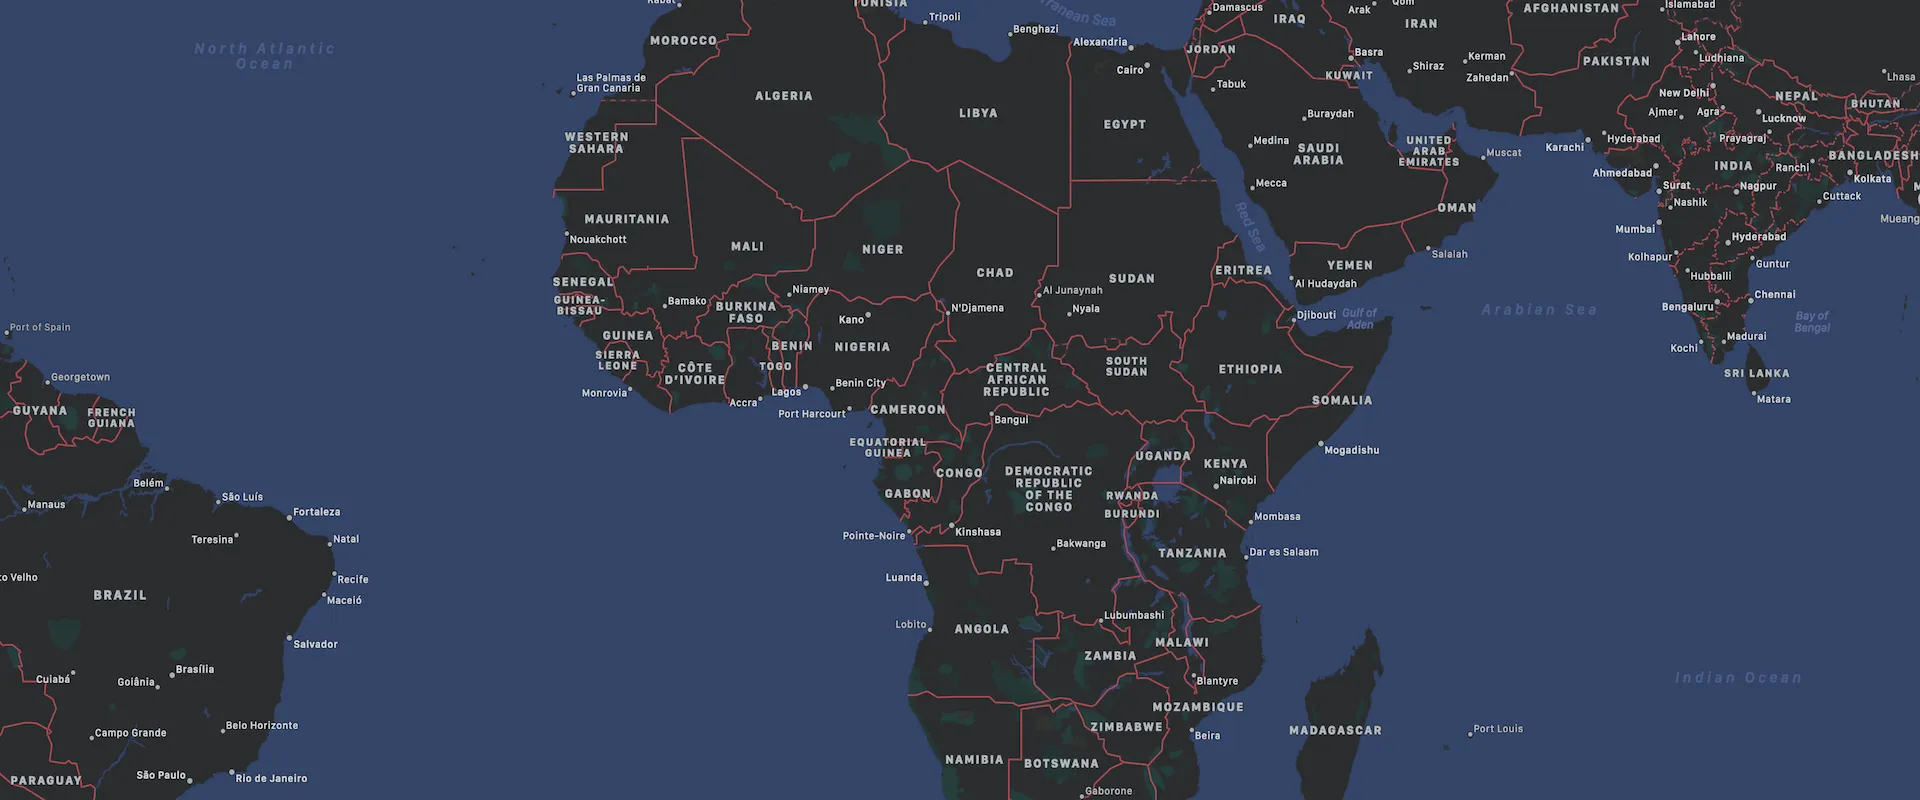 Rabat
TUNISIA
Tripoli
Benghazi
Alexandria
Cairo
Damascus
IRAQ
Arak
Qom
IRAN
AFGHANISTAN
Islamabad
Lahore
Ludhiana
Lhasa
North Atlantic
Ocean
MOROCCO
JORDAN
Basra
KUWAIT
Shiraz
Kerman
Zahedan
PAKISTAN
Las Palmas de
Gran Canaria
ALGERIA
LIBYA
EGYPT
Tabuk
Buraydah
New Delhi
NEPAL
BHUTAN
Ajmer
Agra
Lucknow
WESTERN
SAHARA
Medina
SAUDI
ARABIA
UNITED
ARAB
EMIRATES
Muscat
Karachi
Hyderabad
Prayagraj
BANGLADESH
Mecca
Ahmedabad
INDIA
Ranchi
Kolkata
Surat
Nagpur
Cuttack
Nashik
MAURITANIA
Nouakchott
MALI
NIGER
CHAD
SUDAN
Red Sea
OMAN
Mumbai
Mueang
Hyderabad
SENEGAL
GUINEA-
BISSAU
Bamako
BURKINA
FASO
Niamey
Kano
N'Djamena
Al Junaynah
Nyala
ERITREA
YEMEN
Al Hudaydah
Salalah
Kolhapur
Guntur
Hubballi
Djibouti
Gulf of
Aden
Arabian Sea
Bengaluru
Chennai
Bay of
Bengal
Port of Spain
GUINEA
SIERRA
LEONE
CÔTE
D'IVOIRE
BENIN
TOGO
NIGERIA
CENTRAL
AFRICAN
REPUBLIC
SOUTH
SUDAN
ETHIOPIA
Kochi
Madurai
SRI LANKA
Matara
Georgetown
GUYANA
FRENCH
GUIANA
Monrovia
Accra
Lagos
Benin City
Port Harcourt
CAMEROON
Bangui
SOMALIA
Mogadishu
EQUATORIAL
GUINEA
CONGO
GABON
DEMOCRATIC
REPUBLIC
OF THE
CONGO
UGANDA
KENYA
Nairobi
RWANDA
BURUNDI
Belém
São Luís
Manaus
Fortaleza
Teresina
Natal
Pointe-Noire
Kinshasa
Bakwanga
Mombasa
TANZANIA
Dar es Salaam
to Velho
Recife
BRAZIL
Maceió
Luanda
Lobito
ANGOLA
Lubumbashi
Salvador
ZAMBIA
MALAWI
Cuiabá
Goiânia
Brasília
Blantyre
Indian Ocean
MOZAMBIQUE
Belo Horizonte
Campo Grande
ZIMBABWE
Beira
MADAGASCAR
Port Louis
NAMIBIA
BOTSWANA
PARAGUAY
São Paulo
Rio de Janeiro
Gaborone